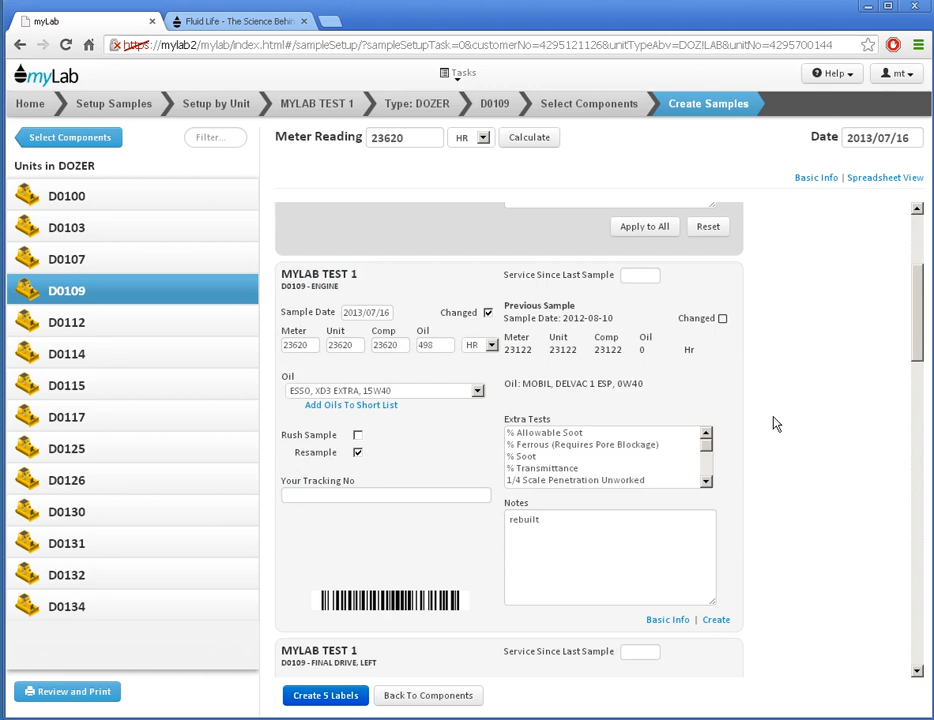 myLab
Fluid Life - The Science Behin
https://mylab2/mylab/index.html#/sampleSetup/?sampleSetupTask=0&customerNo=4295121126&unitTypeAbv=DOZ!LAB&unitNo=4295700144
myLab
Tasks
Help
mt
Home
Setup Samples
Setup by Unit
MYLAB TEST 1
Type: DOZER
D0109
Select Components
Create Samples
Select Components
Filter...
Meter Reading
23620
HR
Calculate
Date
2013/07/16
Units in DOZER
Basic Info | Spreadsheet View
D0100
D0103
D0107
D0109
D0112
D0114
D0115
D0117
D0125
D0126
D0130
D0131
D0132
D0134
Review and Print
Apply to All
Reset
MYLAB TEST 1
D0109 - ENGINE
Service Since Last Sample
Sample Date
2013/07/16
Changed
Meter Unit Comp Oil
23620 23620 23620 498 HR
Previous Sample
Sample Date: 2012-08-10
Changed
Meter Unit Comp Oil
23122 23122 23122 0 Hr
Oil
ESSO, XD3 EXTRA, 15W40
Add Oils To Short List
Oil: MOBIL, DELVAC 1 ESP, 0W40
Rush Sample
Resample
Extra Tests
% Allowable Soot
% Ferrous (Requires Pore Blockage)
% Soot
% Transmittance
1/4 Scale Penetration Unworked
Your Tracking No
Notes
rebuilt
Basic Info | Create
MYLAB TEST 1
D0109 - FINAL DRIVE, LEFT
Service Since Last Sample
Create 5 Labels
Back To Components